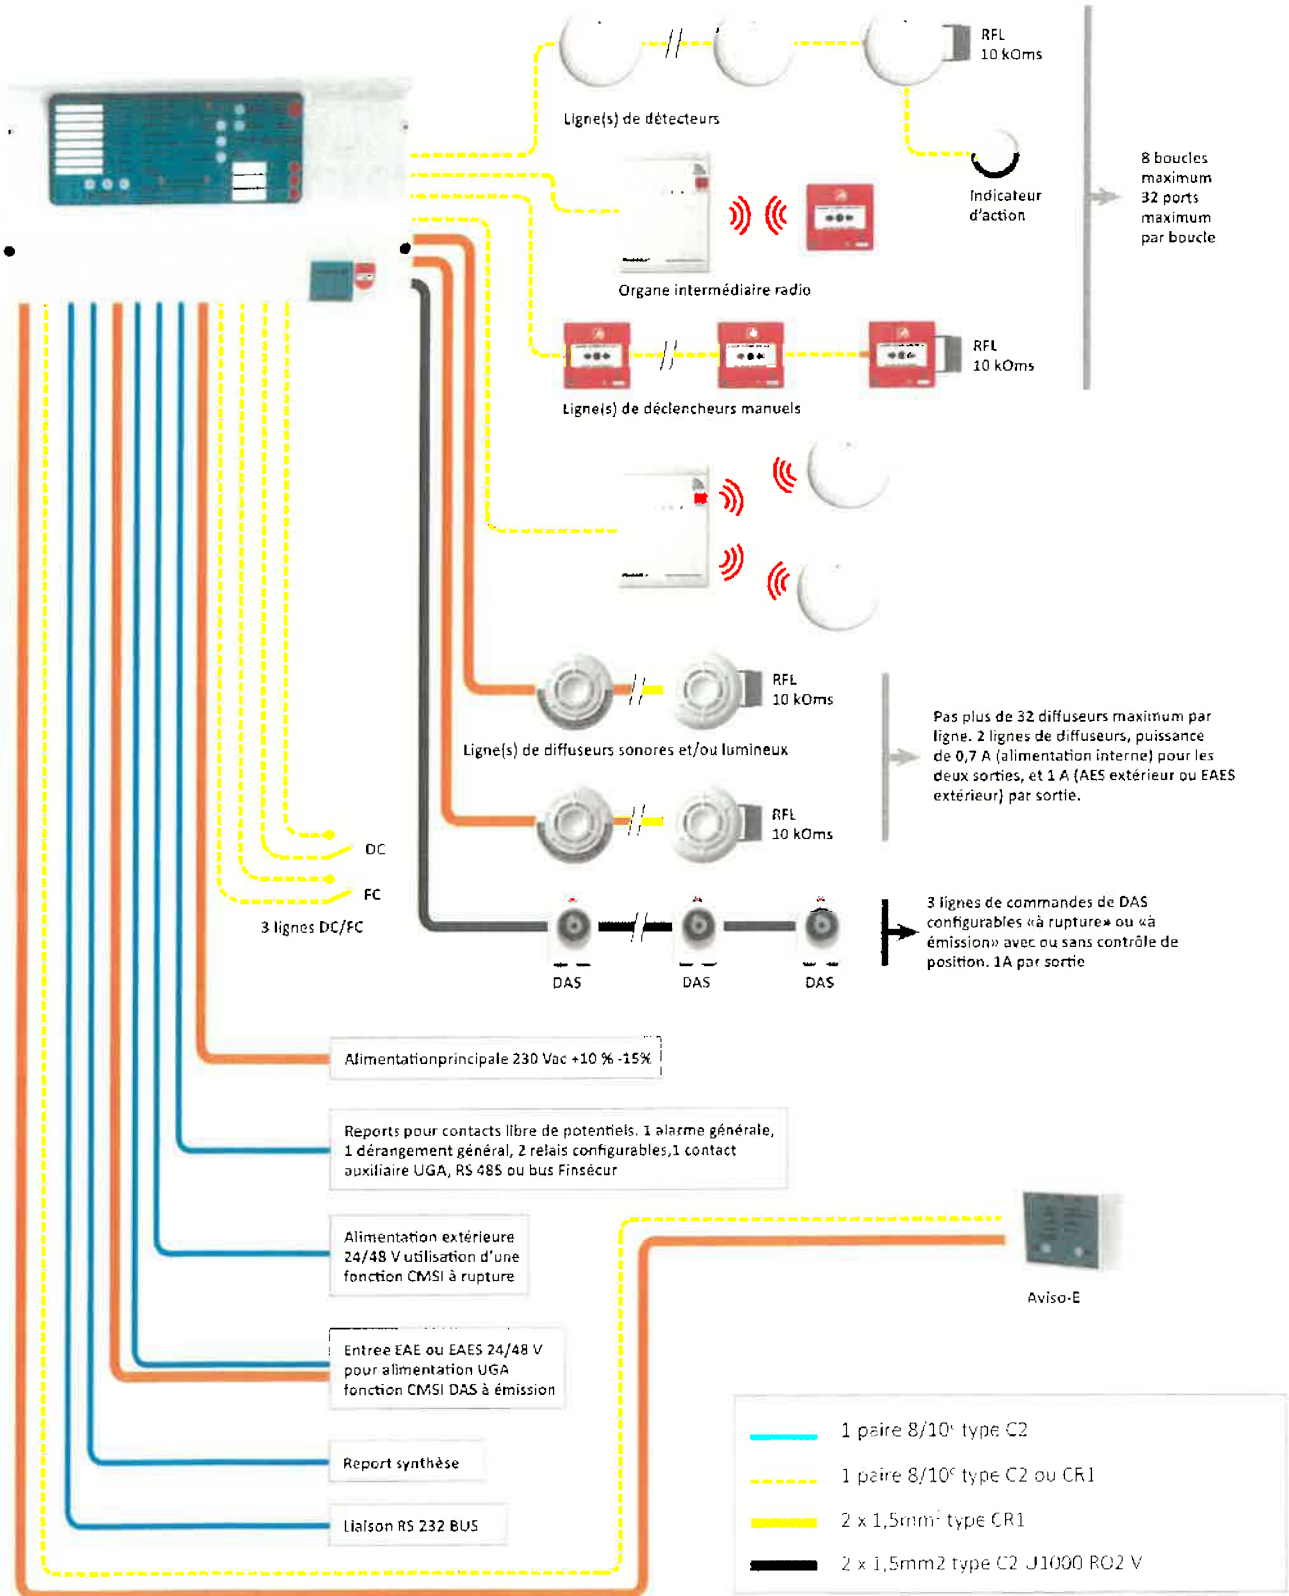 RFL
10 kOms
Ligne(s) de détecteurs
Indicateur
d'action
8 boucles
maximum
32 ports
maximum
par boucle
Organe intermédiaire radio
RFL
10 kOms
Ligne(s) de déclencheurs manuels
RFL
10 kOms
Ligne(s) de diffuseurs sonores et/ou lumineux
Pas plus de 32 diffuseurs maximum par
ligne. 2 lignes de diffuseurs, puissance
de 0,7 A (alimentation interne) pour les
deux sorties, et 1 A (AES extérieur ou EAES
extérieur) par sortie.
RFL
10 kOms
DC
FC
3 lignes DC/FC
DAS
DAS
DAS
3 lignes de commandes de DAS
configurables «à rupture» ou «à
émission» avec ou sans contrôle de
position. 1A par sortie
Alimentationprincipale 230 Vac +10 % -15%
Reports pour contacts libre de potentiels. 1 alarme générale,
1 dérangement général, 2 relais configurables,1 contact
auxiliaire UGA, RS 485 ou bus Finsécur
Alimentation extérieure
24/48 V utilisation d'une
fonction CMSI à rupture
Aviso-E
Entree EAE ou EAES 24/48 V
pour alimentation UGA
fonction CMSI DAS à émission
Report synthèse
Liaison RS 232 BUS
1 paire 8/10ᵉ type C2
1 paire 8/10ᵉ type C2 ou CR1
2 x 1,5mm² type CR1
2 x 1,5mm2 type C2 U1000 RO2 V